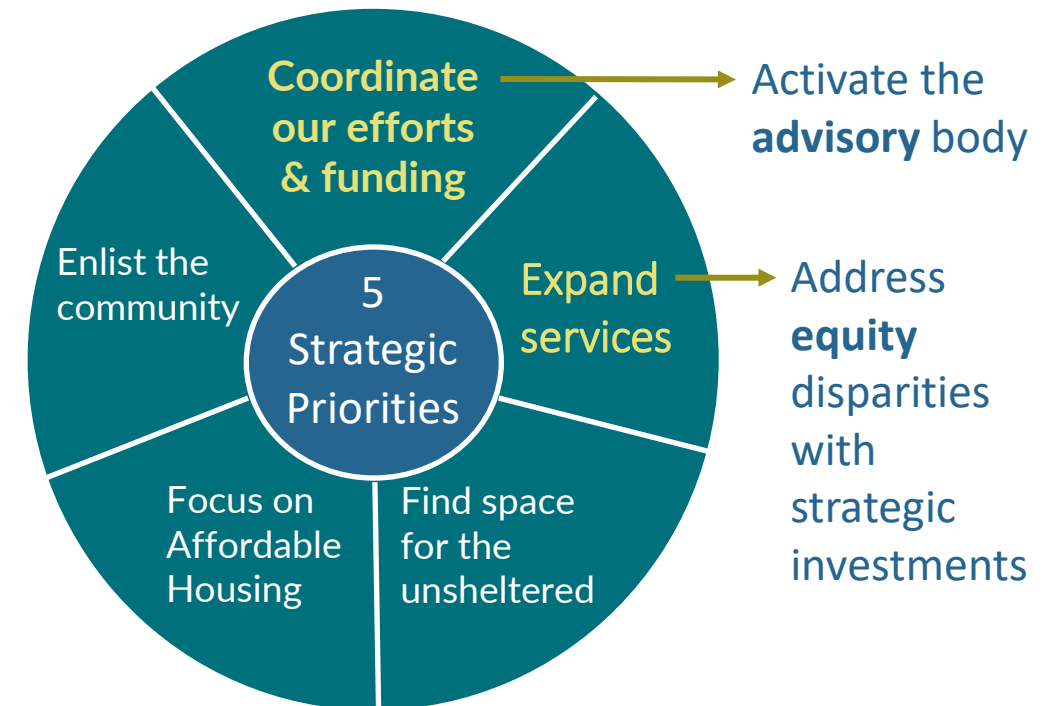 Coordinate
our efforts
& funding
Activate the
advisory body
Expand
services
Address
equity
disparities
with
strategic
investments
Find space
for the
unsheltered
Focus on
Affordable
Housing
Enlist the
community
5
Strategic
Priorities